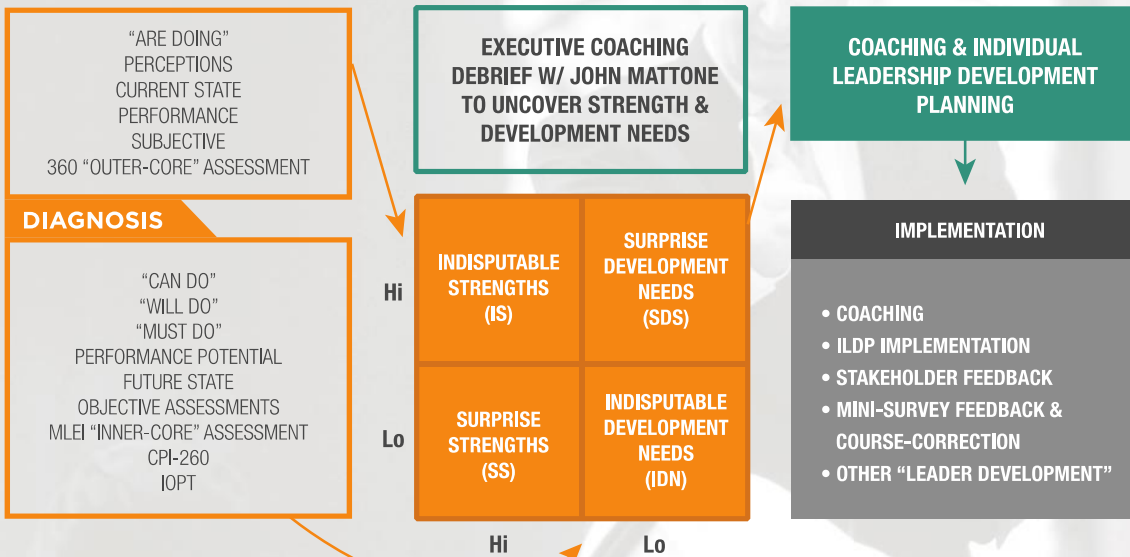 “ARE DOING”
PERCEPTIONS
CURRENT STATE
PERFORMANCE
SUBJECTIVE
360 “OUTER-CORE” ASSESSMENT
DIAGNOSIS
“CAN DO”
“WILL DO”
“MUST DO”
PERFORMANCE POTENTIAL
FUTURE STATE
OBJECTIVE ASSESSMENTS
MLEI “INNER-CORE” ASSESSMENT
CPI-260
IOPT
EXECUTIVE COACHING
DEBRIEF W/ JOHN MATTONE
TO UNCOVER STRENGTH &
DEVELOPMENT NEEDS
Hi
INDISPUTABLE
STRENGTHS
(IS)
SURPRISE
DEVELOPMENT
NEEDS
(SDS)
Lo
SURPRISE
STRENGTHS
(SS)
INDISPUTABLE
DEVELOPMENT
NEEDS
(IDN)
Hi
Lo
COACHING & INDIVIDUAL
LEADERSHIP DEVELOPMENT
PLANNING
IMPLEMENTATION
• COACHING
• ILDP IMPLEMENTATION
• STAKEHOLDER FEEDBACK
• MINI-SURVEY FEEDBACK &
COURSE-CORRECTION
• OTHER “LEADER DEVELOPMENT”